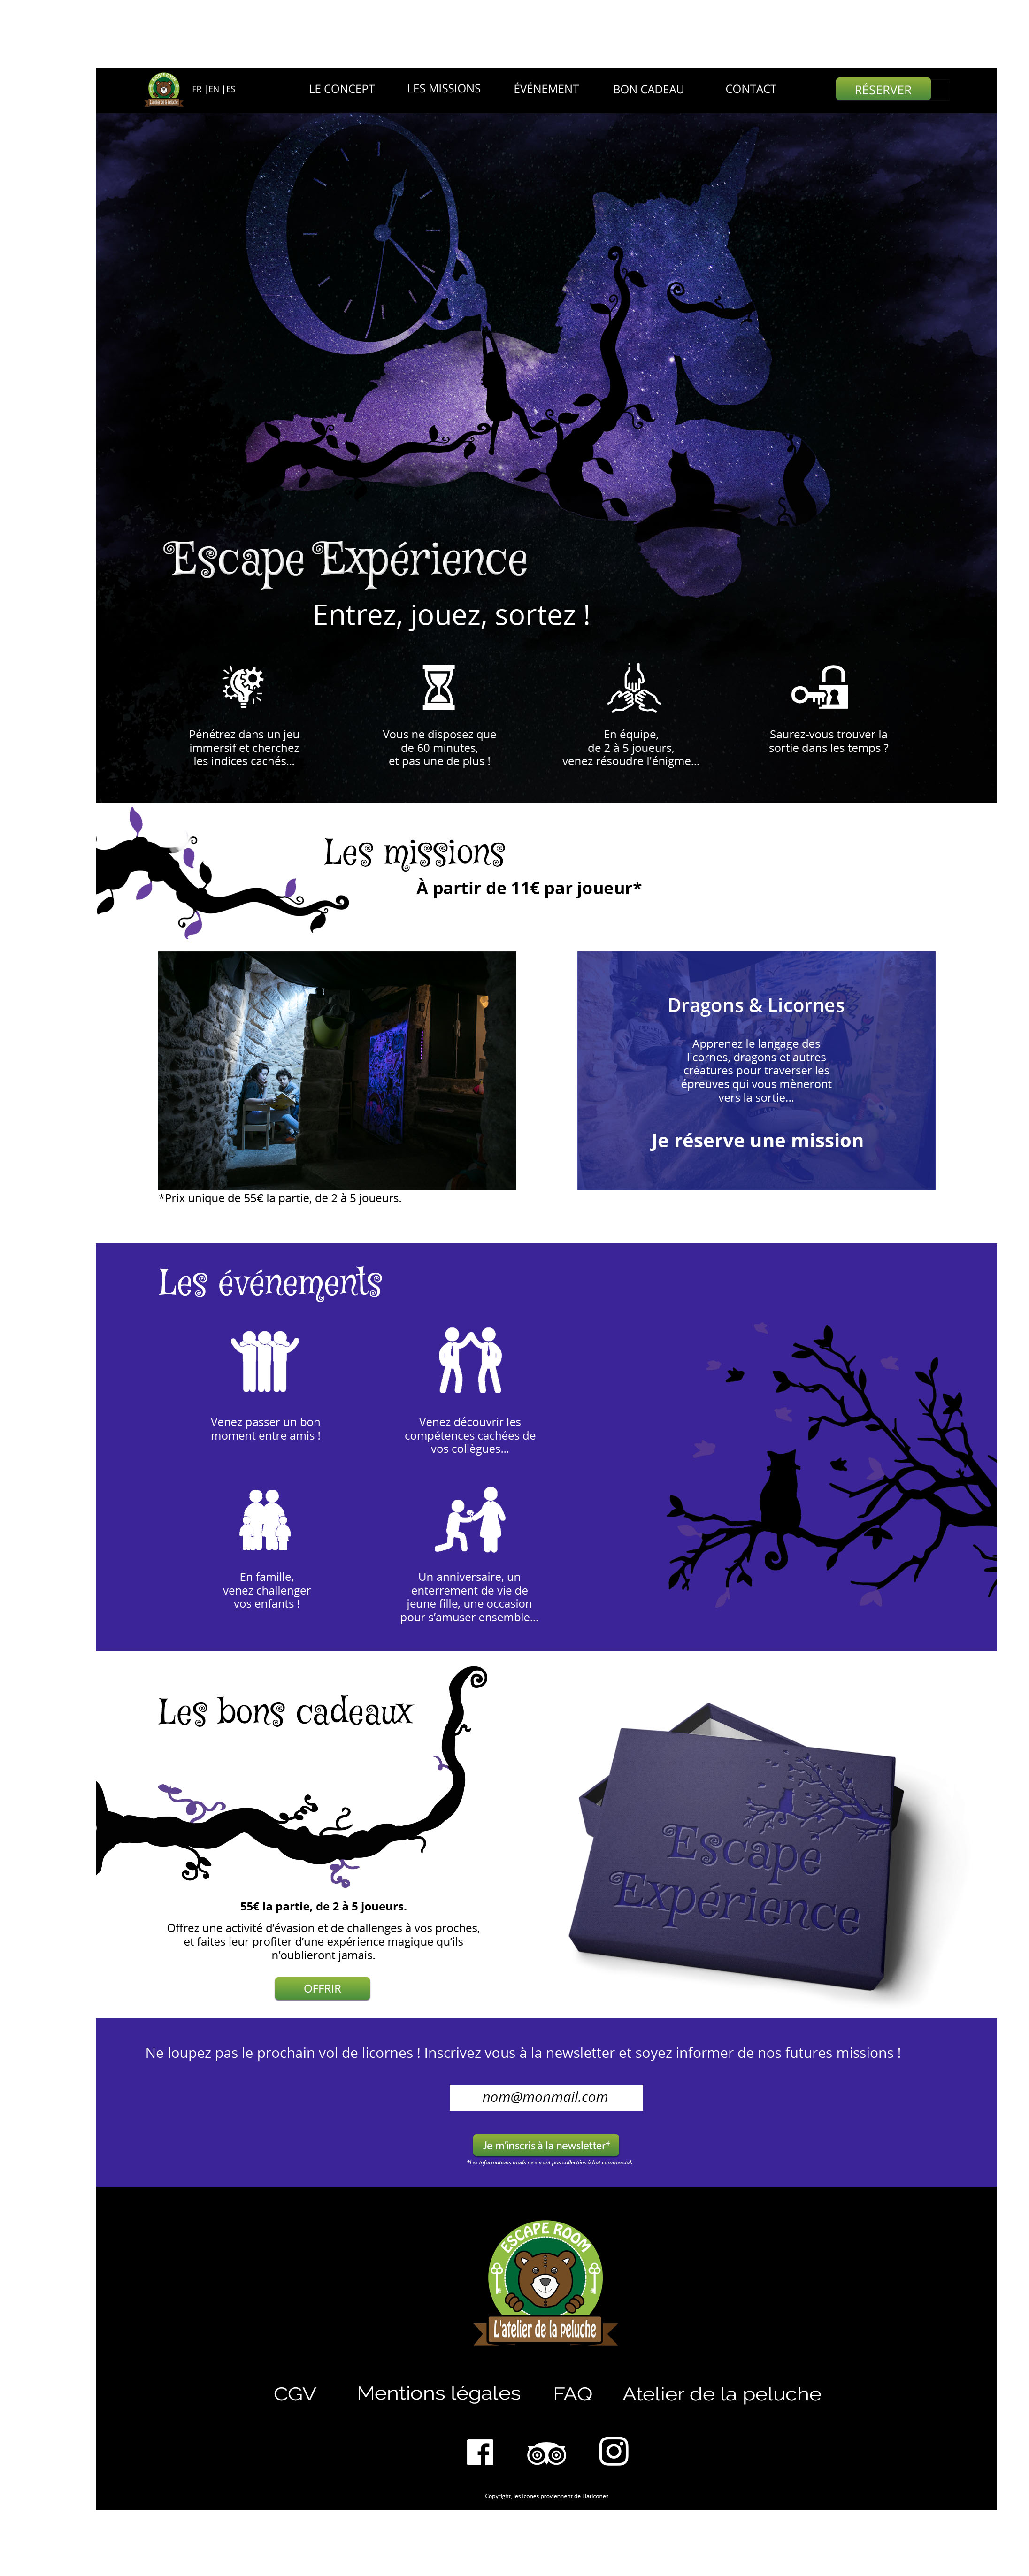 L'atelier de la peluche
FR |EN |ES
LE CONCEPT
LES MISSIONS
ÉVÉNEMENT
BON CADEAU
CONTACT
RÉSERVER
Escape Expérience
Entrez, jouez, sortez !
Pénétrez dans un jeu
immersif et cherchez
les indices cachés...
Vous ne disposez que
de 60 minutes,
et pas une de plus !
En équipe,
de 2 à 5 joueurs,
venez résoudre l'énigme...
Saurez-vous trouver la
sortie dans les temps ?
Les missions
À partir de 11€ par joueur*
Dragons & Licornes
Apprenez le langage des
licornes, dragons et autres
créatures pour traverser les
épreuves qui vous mèneront
vers la sortie...
Je réserve une mission
*Prix unique de 55€ la partie, de 2 à 5 joueurs.
Les événements
Venez passer un bon
moment entre amis !
Venez découvrir les
compétences cachées de
vos collègues...
En famille,
venez challenger
vos enfants !
Un anniversaire, un
enterrement de vie de
jeune fille, une occasion
pour s'amuser ensemble...
Les bons cadeaux
Escape
Expérience
55€ la partie, de 2 à 5 joueurs.
Offrez une activité d'évasion et de challenges à vos proches,
et faites leur profiter d'une expérience magique qu'ils
n'oublieront jamais.
OFFRIR
Ne loupez pas le prochain vol de licornes ! Inscrivez vous à la newsletter et soyez informer de nos futures missions !
nom@monmail.com
Je m'inscris à la newsletter*
*Les informations mails ne seront pas collectées à but commercial.
ESCAPE ROOM
L'atelier de la peluche
CGV
Mentions légales
FAQ
Atelier de la peluche
Copyright, les icones proviennent de FlatIcones